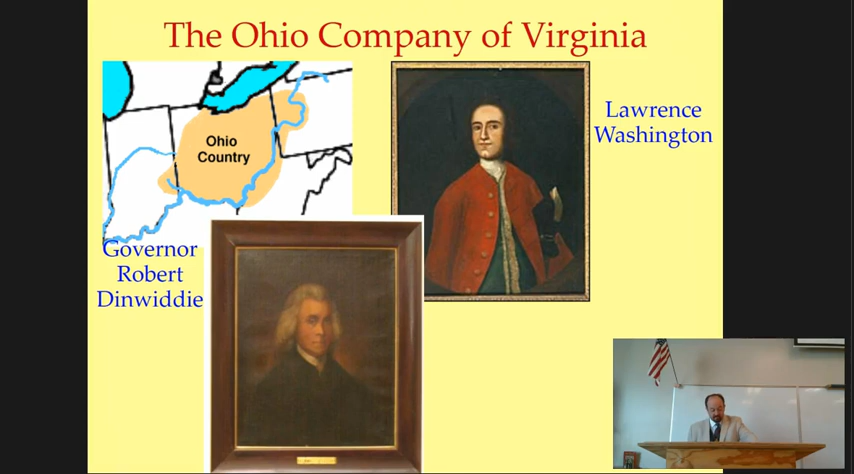 The Ohio Company of Virginia
Ohio
Country
Lawrence
Washington
Governor
Robert
Dinwiddie